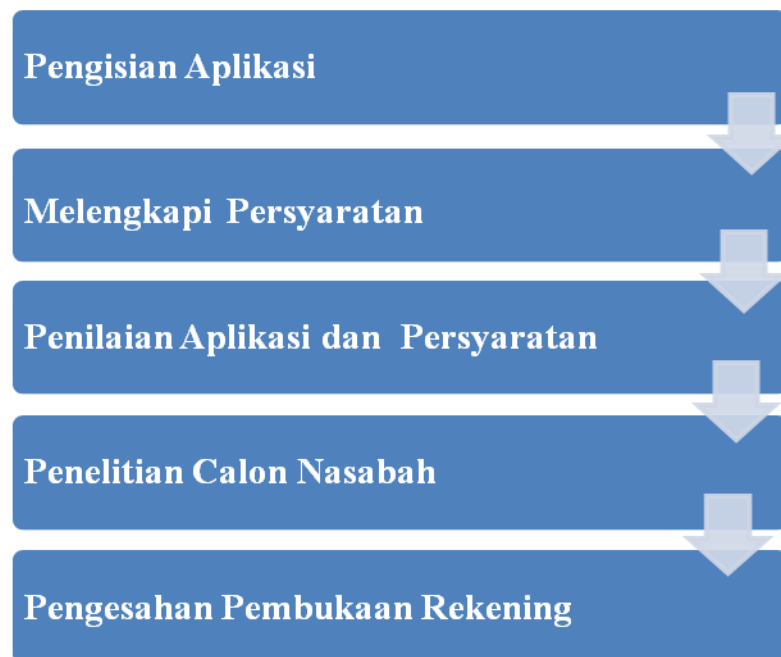 Pengisian Aplikasi
Melengkapi Persyaratan
Penilaian Aplikasi dan Persyaratan
Penelitian Calon Nasabah
Pengesahan Pembukaan Rekening